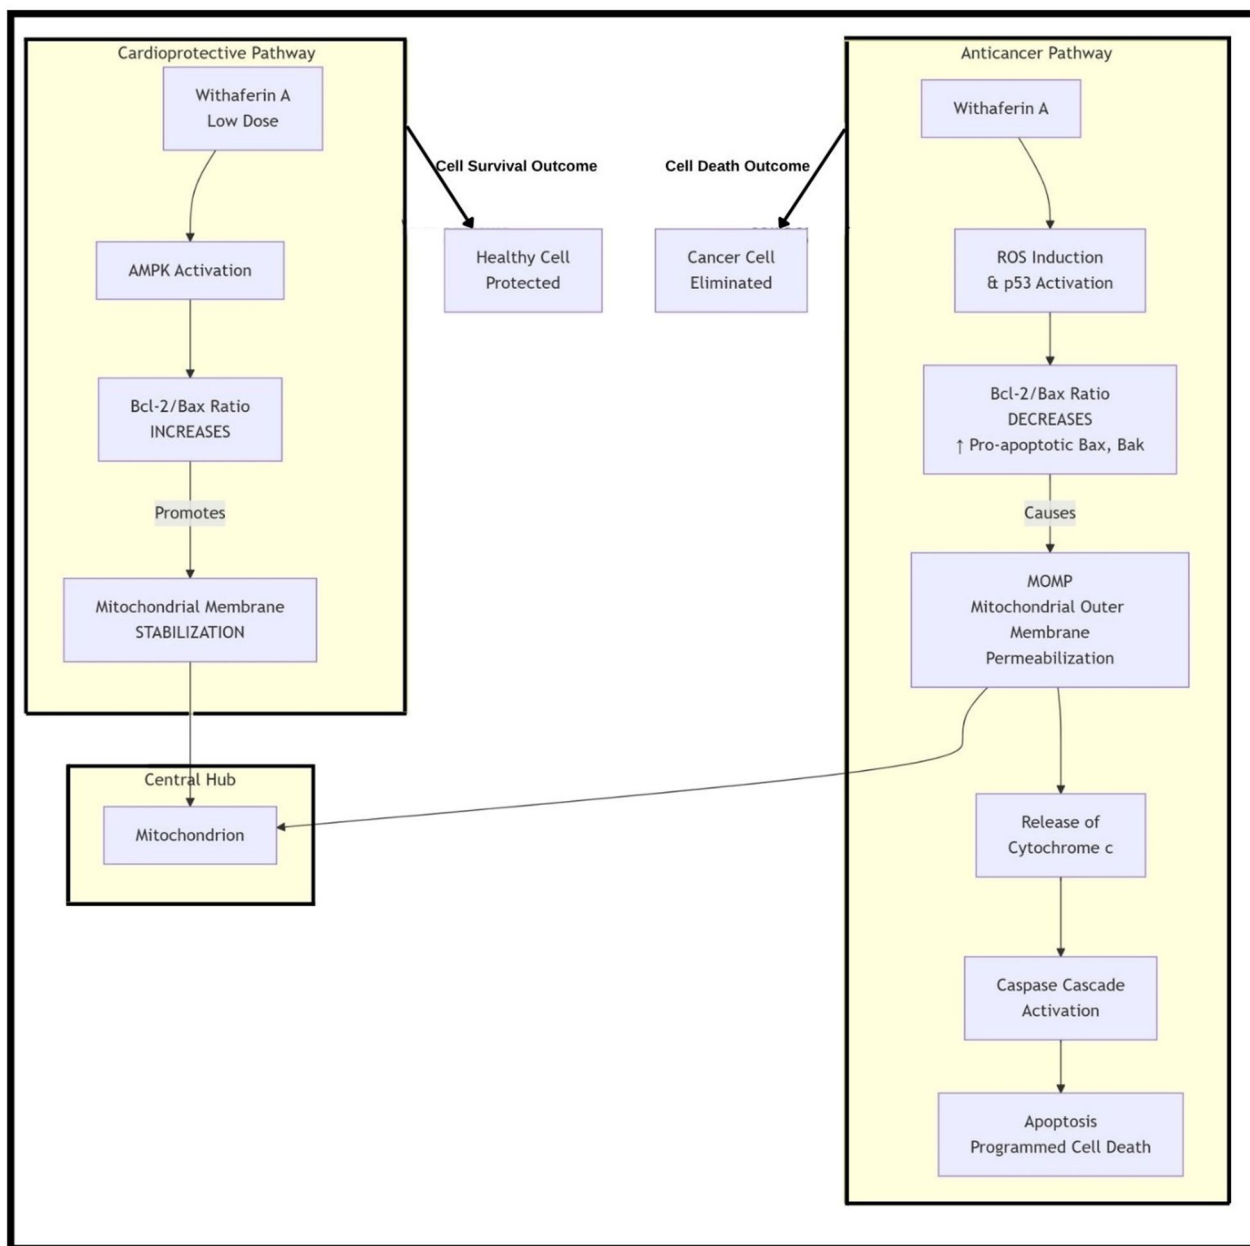 Cardioprotective Pathway
Withaferin A
Low Dose
AMPK Activation
Bcl-2/Bax Ratio
INCREASES
Promotes
Mitochondrial Membrane
STABILIZATION
Central Hub
Mitochondrion
Cell Survival Outcome
Healthy Cell
Protected
Cell Death Outcome
Cancer Cell
Eliminated
Anticancer Pathway
Withaferin A
ROS Induction
& p53 Activation
Bcl-2/Bax Ratio
DECREASES
↑ Pro-apoptotic Bax, Bak
Causes
MOMP
Mitochondrial Outer
Membrane
Permeabilization
Release of
Cytochrome c
Caspase Cascade
Activation
Apoptosis
Programmed Cell Death